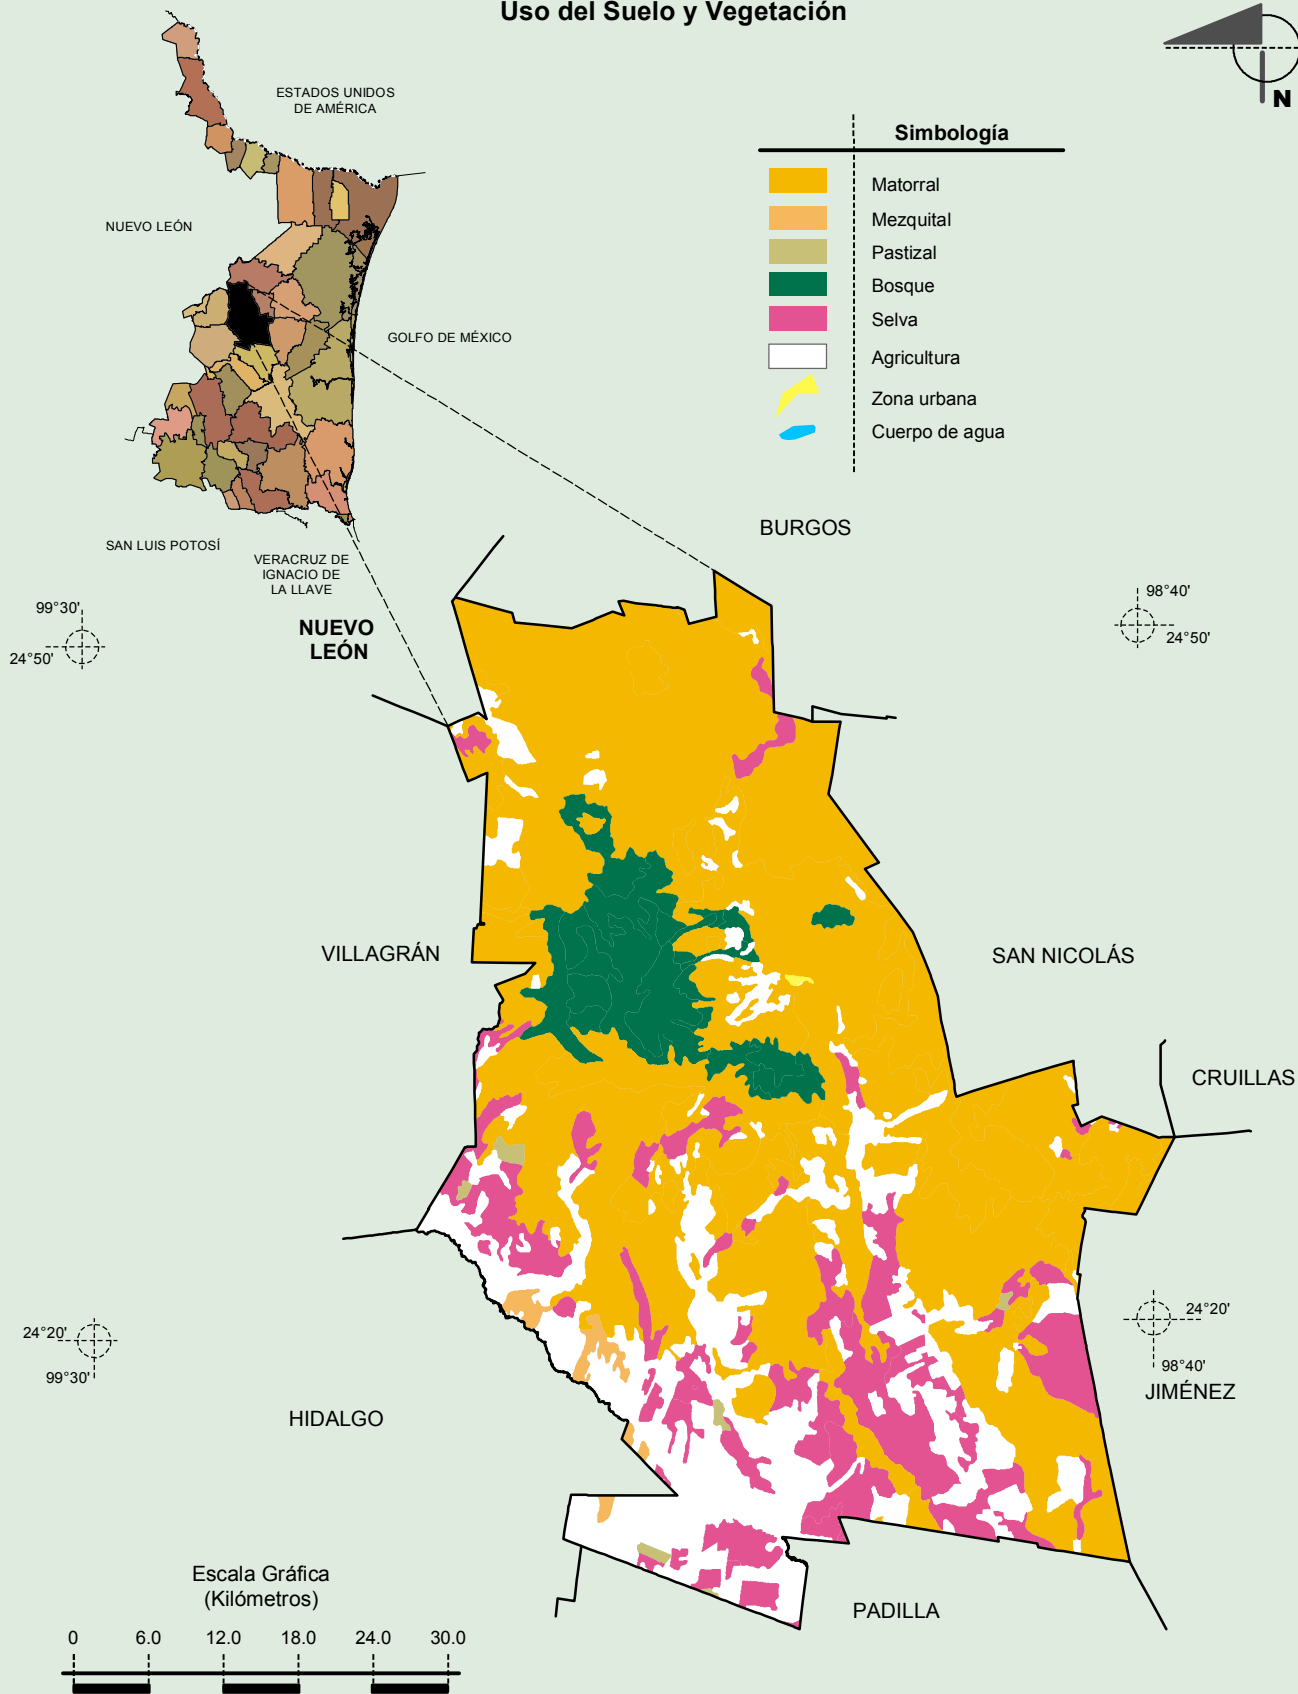 Uso del Suelo y Vegetación
N
ESTADOS UNIDOS
DE AMÉRICA
NUEVO LEÓN
GOLFO DE MÉXICO
SAN LUIS POTOSÍ
VERACRUZ DE
IGNACIO DE
LA LLAVE
Simbología
Matorral
Mezquital
Pastizal
Bosque
Selva
Agricultura
Zona urbana
Cuerpo de agua
BURGOS
99°30'
24°50'
98°40'
24°50'
NUEVO
LEÓN
VILLAGRÁN
SAN NICOLÁS
CRUILLAS
24°20'
99°30'
24°20'
98°40'
JIMÉNEZ
HIDALGO
PADILLA
Escala Gráfica
(Kilómetros)
0 6.0 12.0 18.0 24.0 30.0